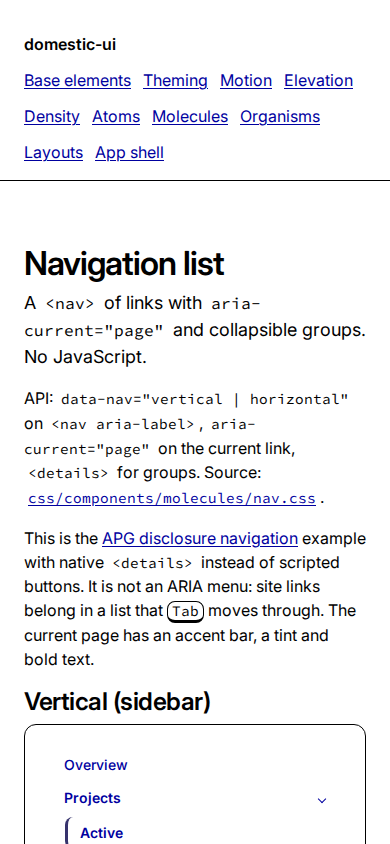 domestic-ui
Base elements Theming Motion Elevation
Density Atoms Molecules Organisms
Layouts App shell
Navigation list
A <nav> of links with aria-
current="page" and collapsible groups.
No JavaScript.
API: data-nav="vertical | horizontal"
on <nav aria-label>, aria-
current="page" on the current link,
<details> for groups. Source:
css/components/molecules/nav.css.
This is the APG disclosure navigation example
with native <details> instead of scripted
buttons. It is not an ARIA menu: site links
belong in a list that Tab moves through. The
current page has an accent bar, a tint and
bold text.
Vertical (sidebar)
Overview
Projects
Active